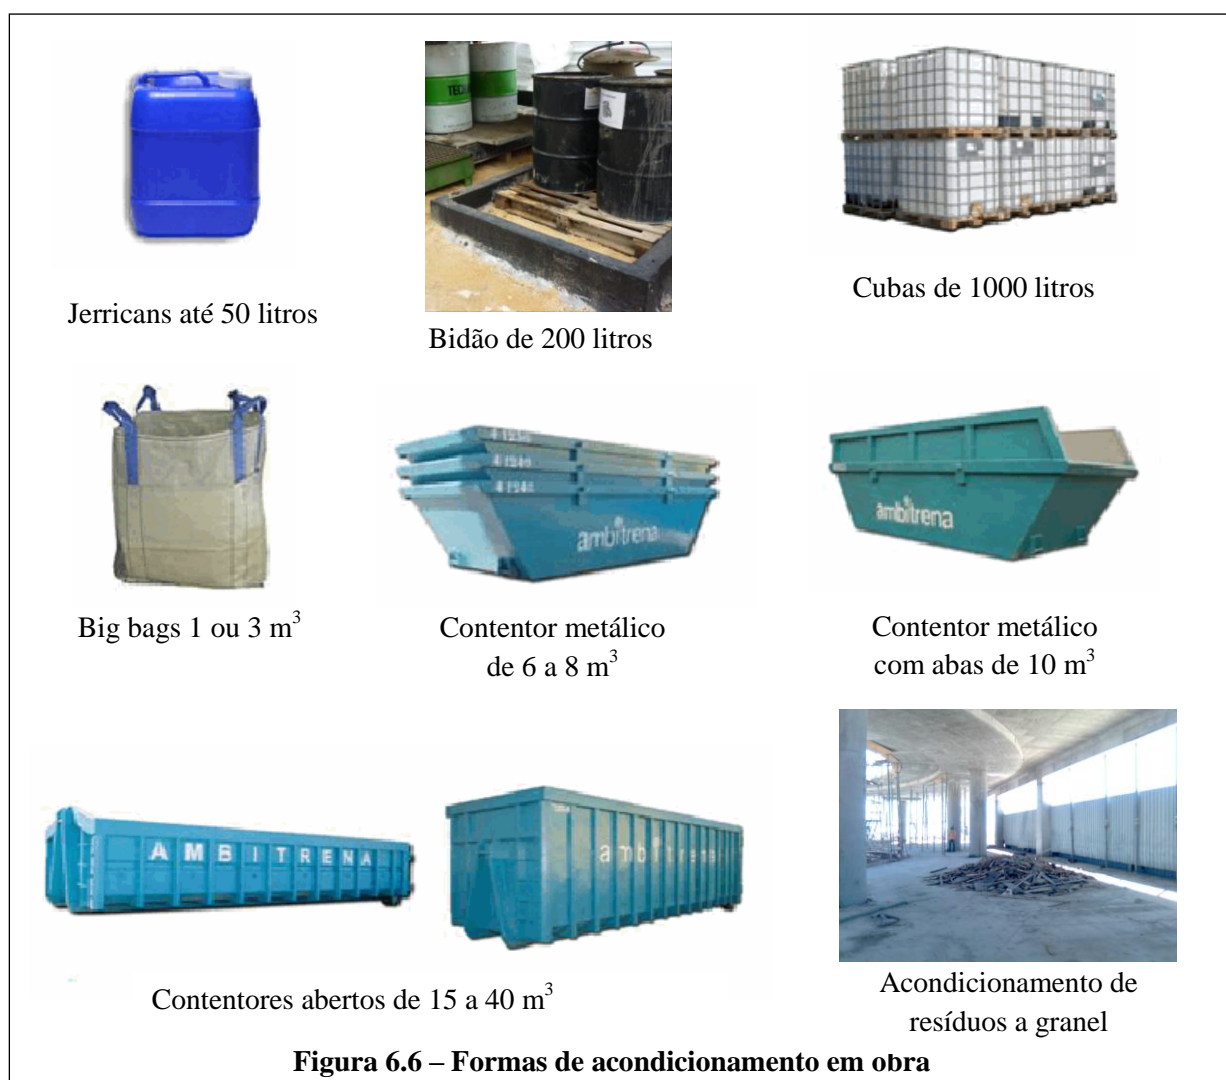 TECL
Jerricans até 50 litros
Bidão de 200 litros
Cubas de 1000 litros
ambitrena
ambitrena
Big bags 1 ou 3 m³
Contentor metálico
de 6 a 8 m³
Contentor metálico
com abas de 10 m³
AMBITRENA
ambitrena
Contentores abertos de 15 a 40 m³
Acondicionamento de
resíduos a granel
Figura 6.6 – Formas de acondicionamento em obra